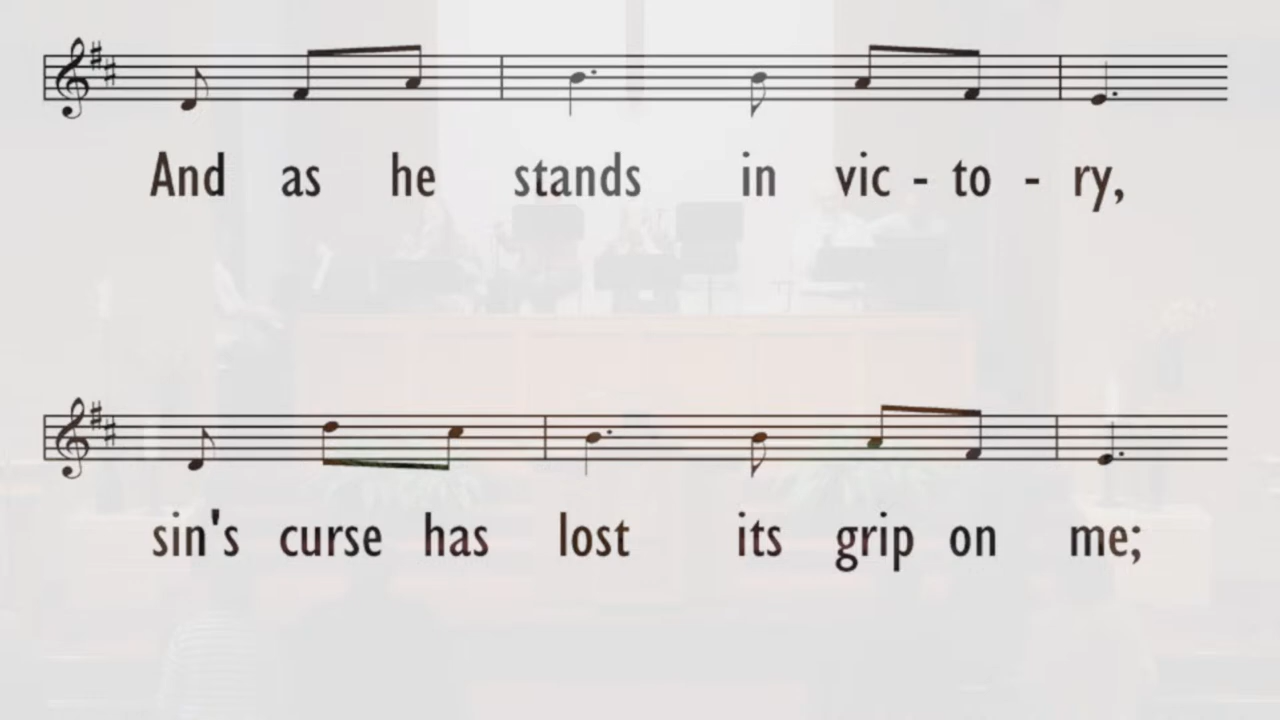 And as he stands in vic - to - ry,
sin's curse has lost its grip on me;